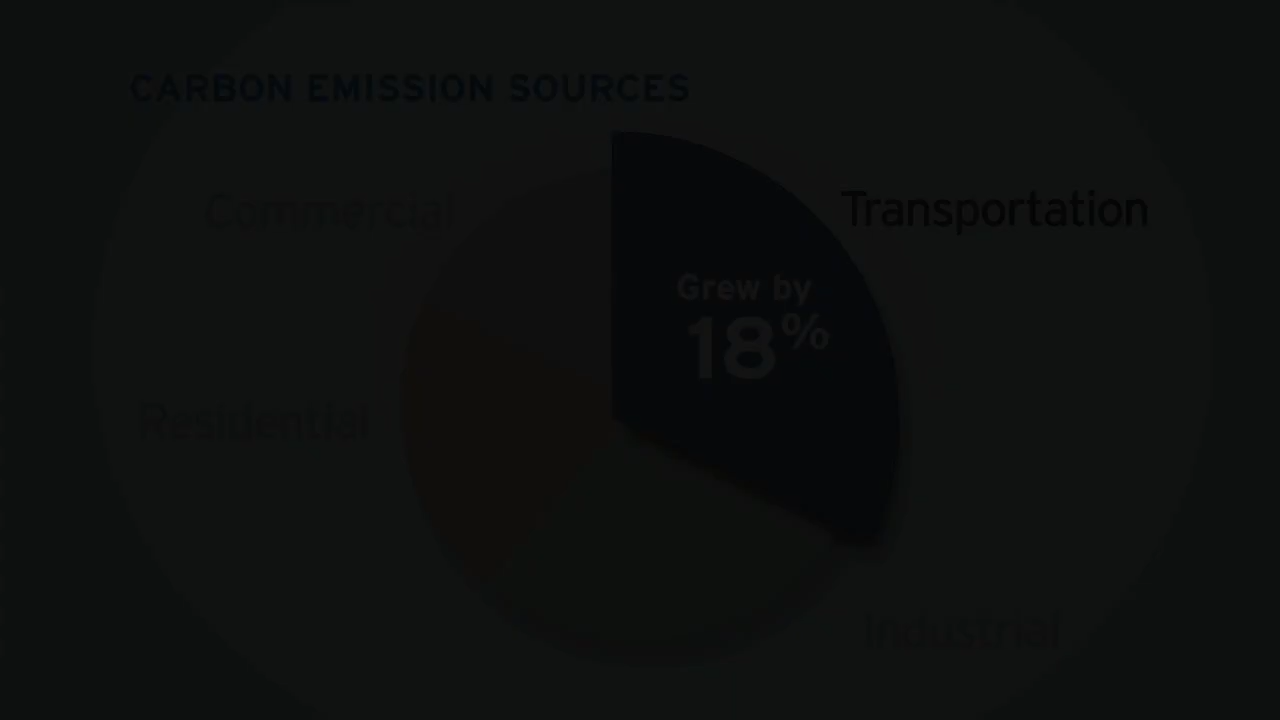 CARBON EMISSION SOURCES
Commercial
Transportation
Grew by
18%
Residential
Industrial